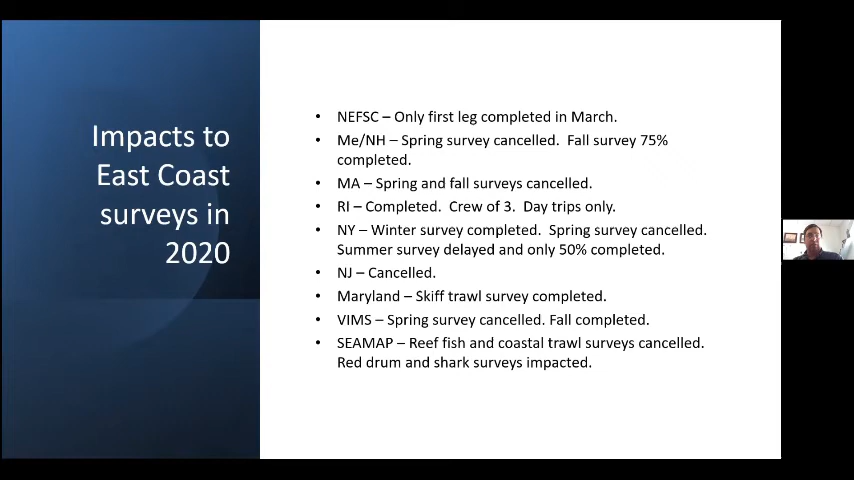 Impacts to
East Coast
surveys in
2020
• NEFSC – Only first leg completed in March.
• Me/NH – Spring survey cancelled. Fall survey 75%
completed.
• MA – Spring and fall surveys cancelled.
• RI – Completed. Crew of 3. Day trips only.
• NY – Winter survey completed. Spring survey cancelled.
Summer survey delayed and only 50% completed.
• NJ – Cancelled.
• Maryland – Skiff trawl survey completed.
• VIMS – Spring survey cancelled. Fall completed.
• SEAMAP – Reef fish and coastal trawl surveys cancelled.
Red drum and shark surveys impacted.